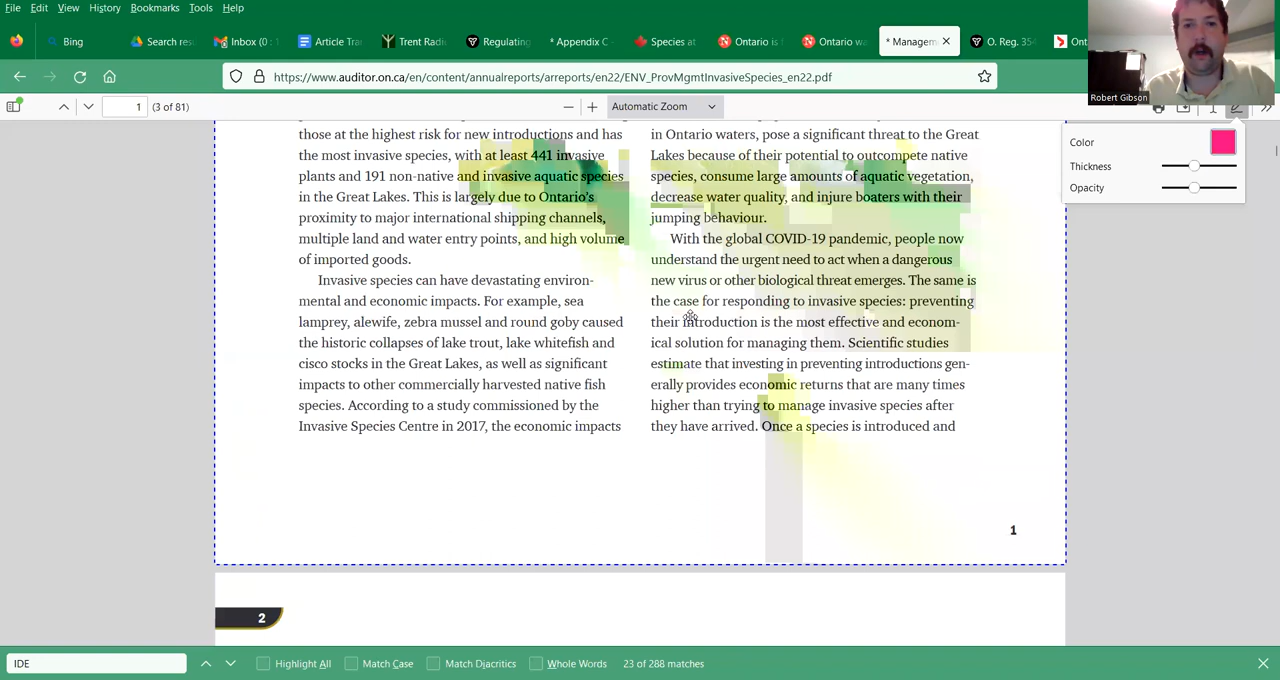 File Edit View History Bookmarks Tools Help
Bing
Search res
Inbox (0 :
Article Tra
Trent Radi
Regulating
* Appendix C
Species at
Ontario is
Ontario wa
* Managem
O. Reg. 354
Ont
https://www.auditor.on.ca/en/content/annualreports/arreports/en22/ENV_ProvMgmtInvasiveSpecies_en22.pdf
Robert Gibson
1 (3 of 81)
Automatic Zoom
Color
Thickness
Opacity
those at the highest risk for new introductions and has
the most invasive species, with at least 441 invasive
plants and 191 non-native and invasive aquatic species
in the Great Lakes. This is largely due to Ontario's
proximity to major international shipping channels,
multiple land and water entry points, and high volume
of imported goods.
Invasive species can have devastating environ-
mental and economic impacts. For example, sea
lamprey, alewife, zebra mussel and round goby caused
the historic collapses of lake trout, lake whitefish and
cisco stocks in the Great Lakes, as well as significant
impacts to other commercially harvested native fish
species. According to a study commissioned by the
Invasive Species Centre in 2017, the economic impacts
in Ontario waters, pose a significant threat to the Great
Lakes because of their potential to outcompete native
species, consume large amounts of aquatic vegetation,
decrease water quality, and injure boaters with their
jumping behaviour.
With the global COVID-19 pandemic, people now
understand the urgent need to act when a dangerous
new virus or other biological threat emerges. The same is
the case for responding to invasive species: preventing
their introduction is the most effective and econom-
ical solution for managing them. Scientific studies
estimate that investing in preventing introductions gen-
erally provides economic returns that are many times
higher than trying to manage invasive species after
they have arrived. Once a species is introduced and
1
2
IDE
Highlight All
Match Case
Match Diacritics
Whole Words
23 of 288 matches